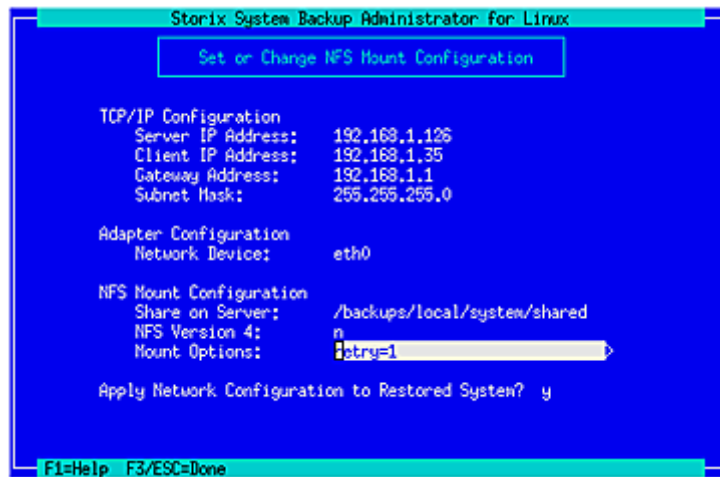 Storix System Backup Administrator for Linux
Set or Change NFS Mount Configuration
TCP/IP Configuration
Server IP Address: 192.168.1.126
Client IP Address: 192.168.1.35
Gateway Address: 192.168.1.1
Subnet Mask: 255.255.255.0
Adapter Configuration
Network Device: eth0
NFS Mount Configuration
Share on Server: /backups/local/system/shared
NFS Version 4: n
Mount Options: retry=1
Apply Network Configuration to Restored System? y
F1=Help F3/ESC=Done